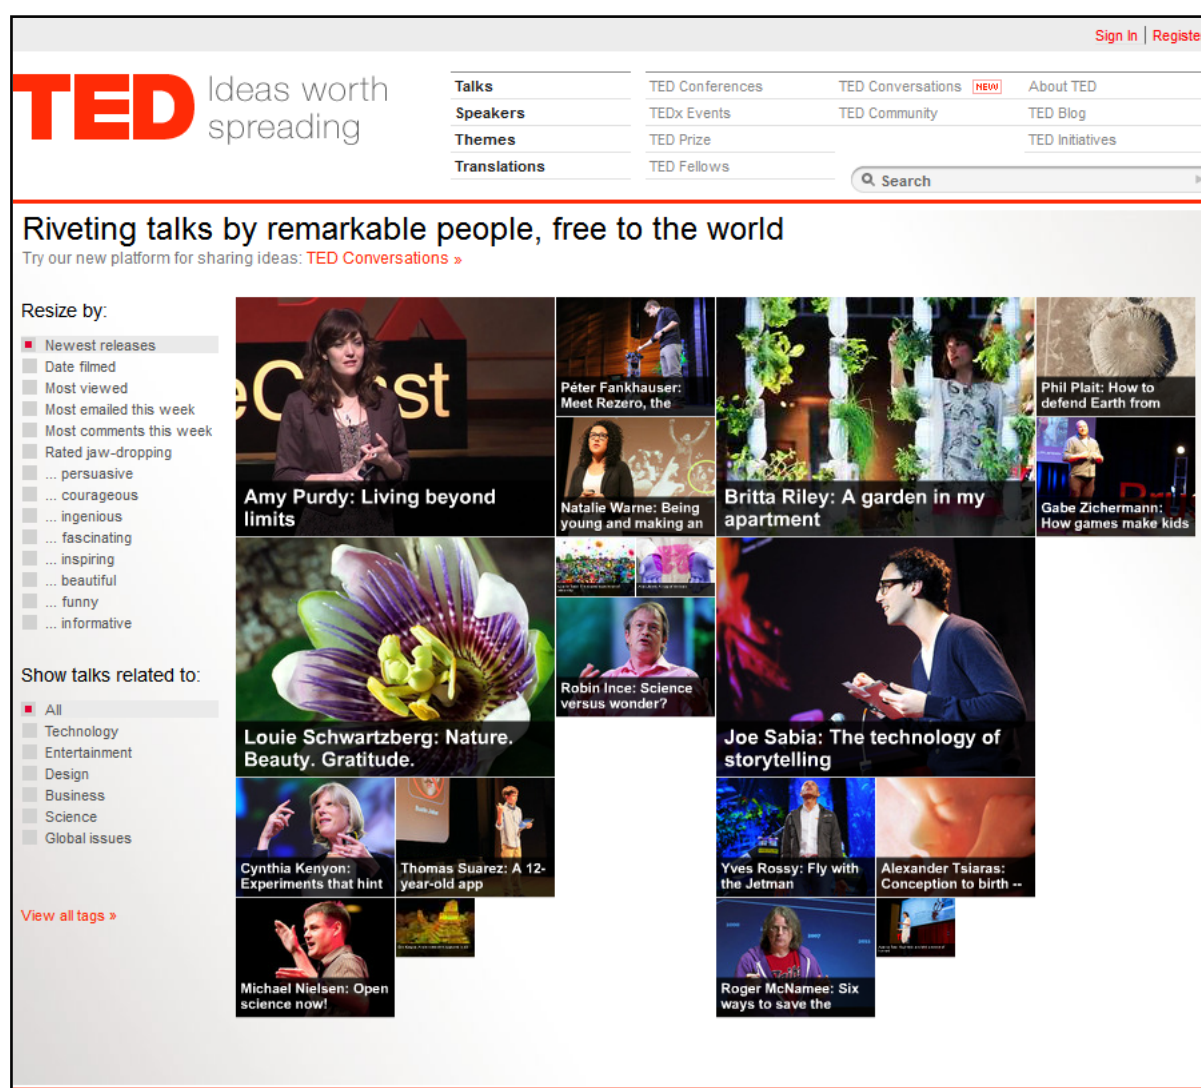 Sign In | Registe
TED Ideas worth
spreading
Talks
Speakers
Themes
Translations
TED Conferences
TEDx Events
TED Prize
TED Fellows
TED Conversations NEW
TED Community
About TED
TED Blog
TED Initiatives
Search
Riveting talks by remarkable people, free to the world
Try our new platform for sharing ideas: TED Conversations »
Resize by:
Newest releases
Date filmed
Most viewed
Most emailed this week
Most comments this week
Rated jaw-dropping
... persuasive
... courageous
... ingenious
... fascinating
... inspiring
... beautiful
... funny
... informative
Show talks related to:
All
Technology
Entertainment
Design
Business
Science
Global issues
View all tags »
Amy Purdy: Living beyond
limits
Péter Fankhauser:
Meet Rezero, the
Natalie Warne: Being
young and making an
Britta Riley: A garden in my
apartment
Phil Plait: How to
defend Earth from
Gabe Zichermann:
How games make kids
Louie Schwartzberg: Nature.
Beauty. Gratitude.
Robin Ince: Science
versus wonder?
Joe Sabia: The technology of
storytelling
Cynthia Kenyon:
Experiments that hint
Thomas Suarez: A 12-
year-old app
Yves Rossy: Fly with
the Jetman
Alexander Tsiaras:
Conception to birth --
Michael Nielsen: Open
science now!
Roger McNamee: Six
ways to save the